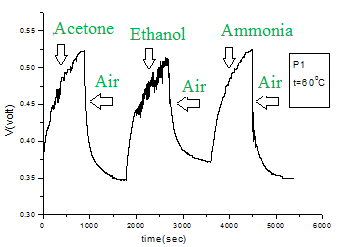 Acetone
Ethanol
Ammonia
Air
Air
Air
P1
t=60°C
V(volt)
0.55
0.50
0.45
0.40
0.35
0.30
0 1000 2000 3000 4000 5000 6000
time(sec)